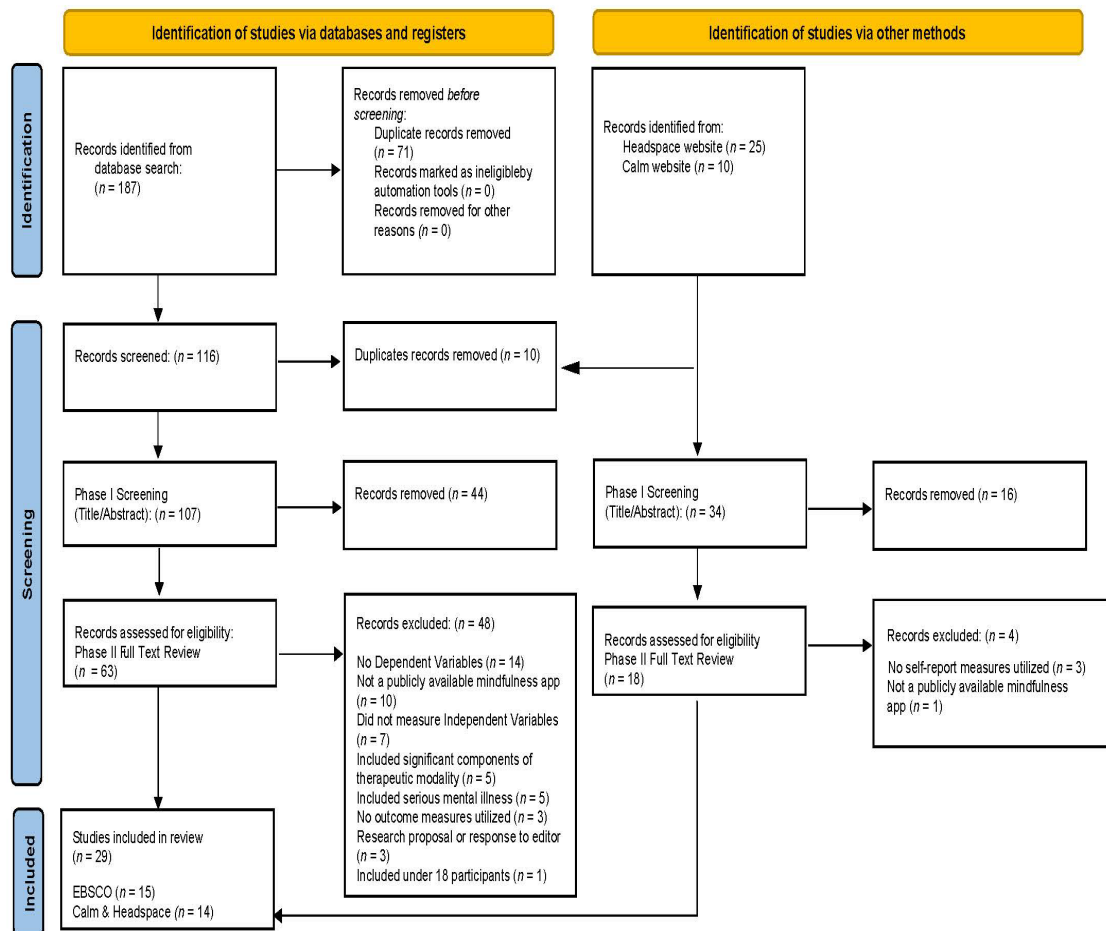 Identification of studies via databases and registers
Identification of studies via other methods
Identification
Records identified from
database search:
(n = 187)
Records removed before
screening:
Duplicate records removed
(n = 71)
Records marked as ineligibleby
automation tools (n = 0)
Records removed for other
reasons (n = 0)
Records identified from:
Headspace website (n = 25)
Calm website (n = 10)
Screening
Records screened: (n = 116)
Duplicates records removed (n = 10)
Phase I Screening
(Title/Abstract): (n = 107)
Records removed (n = 44)
Phase I Screening
(Title/Abstract): (n = 34)
Records removed (n = 16)
Records assessed for eligibility:
Phase II Full Text Review
(n = 63)
Records excluded: (n = 48)
No Dependent Variables (n = 14)
Not a publicly available mindfulness app
(n = 10)
Did not measure Independent Variables
(n = 7)
Included significant components of
therapeutic modality (n = 5)
Included serious mental illness (n = 5)
No outcome measures utilized (n = 3)
Research proposal or response to editor
(n = 3)
Included under 18 participants (n = 1)
Records assessed for eligibility
Phase II Full Text Review
(n = 18)
Records excluded: (n = 4)
No self-report measures utilized (n = 3)
Not a publicly available mindfulness
app (n = 1)
Included
Studies included in review
(n = 29)
EBSCO (n = 15)
Calm & Headspace (n = 14)